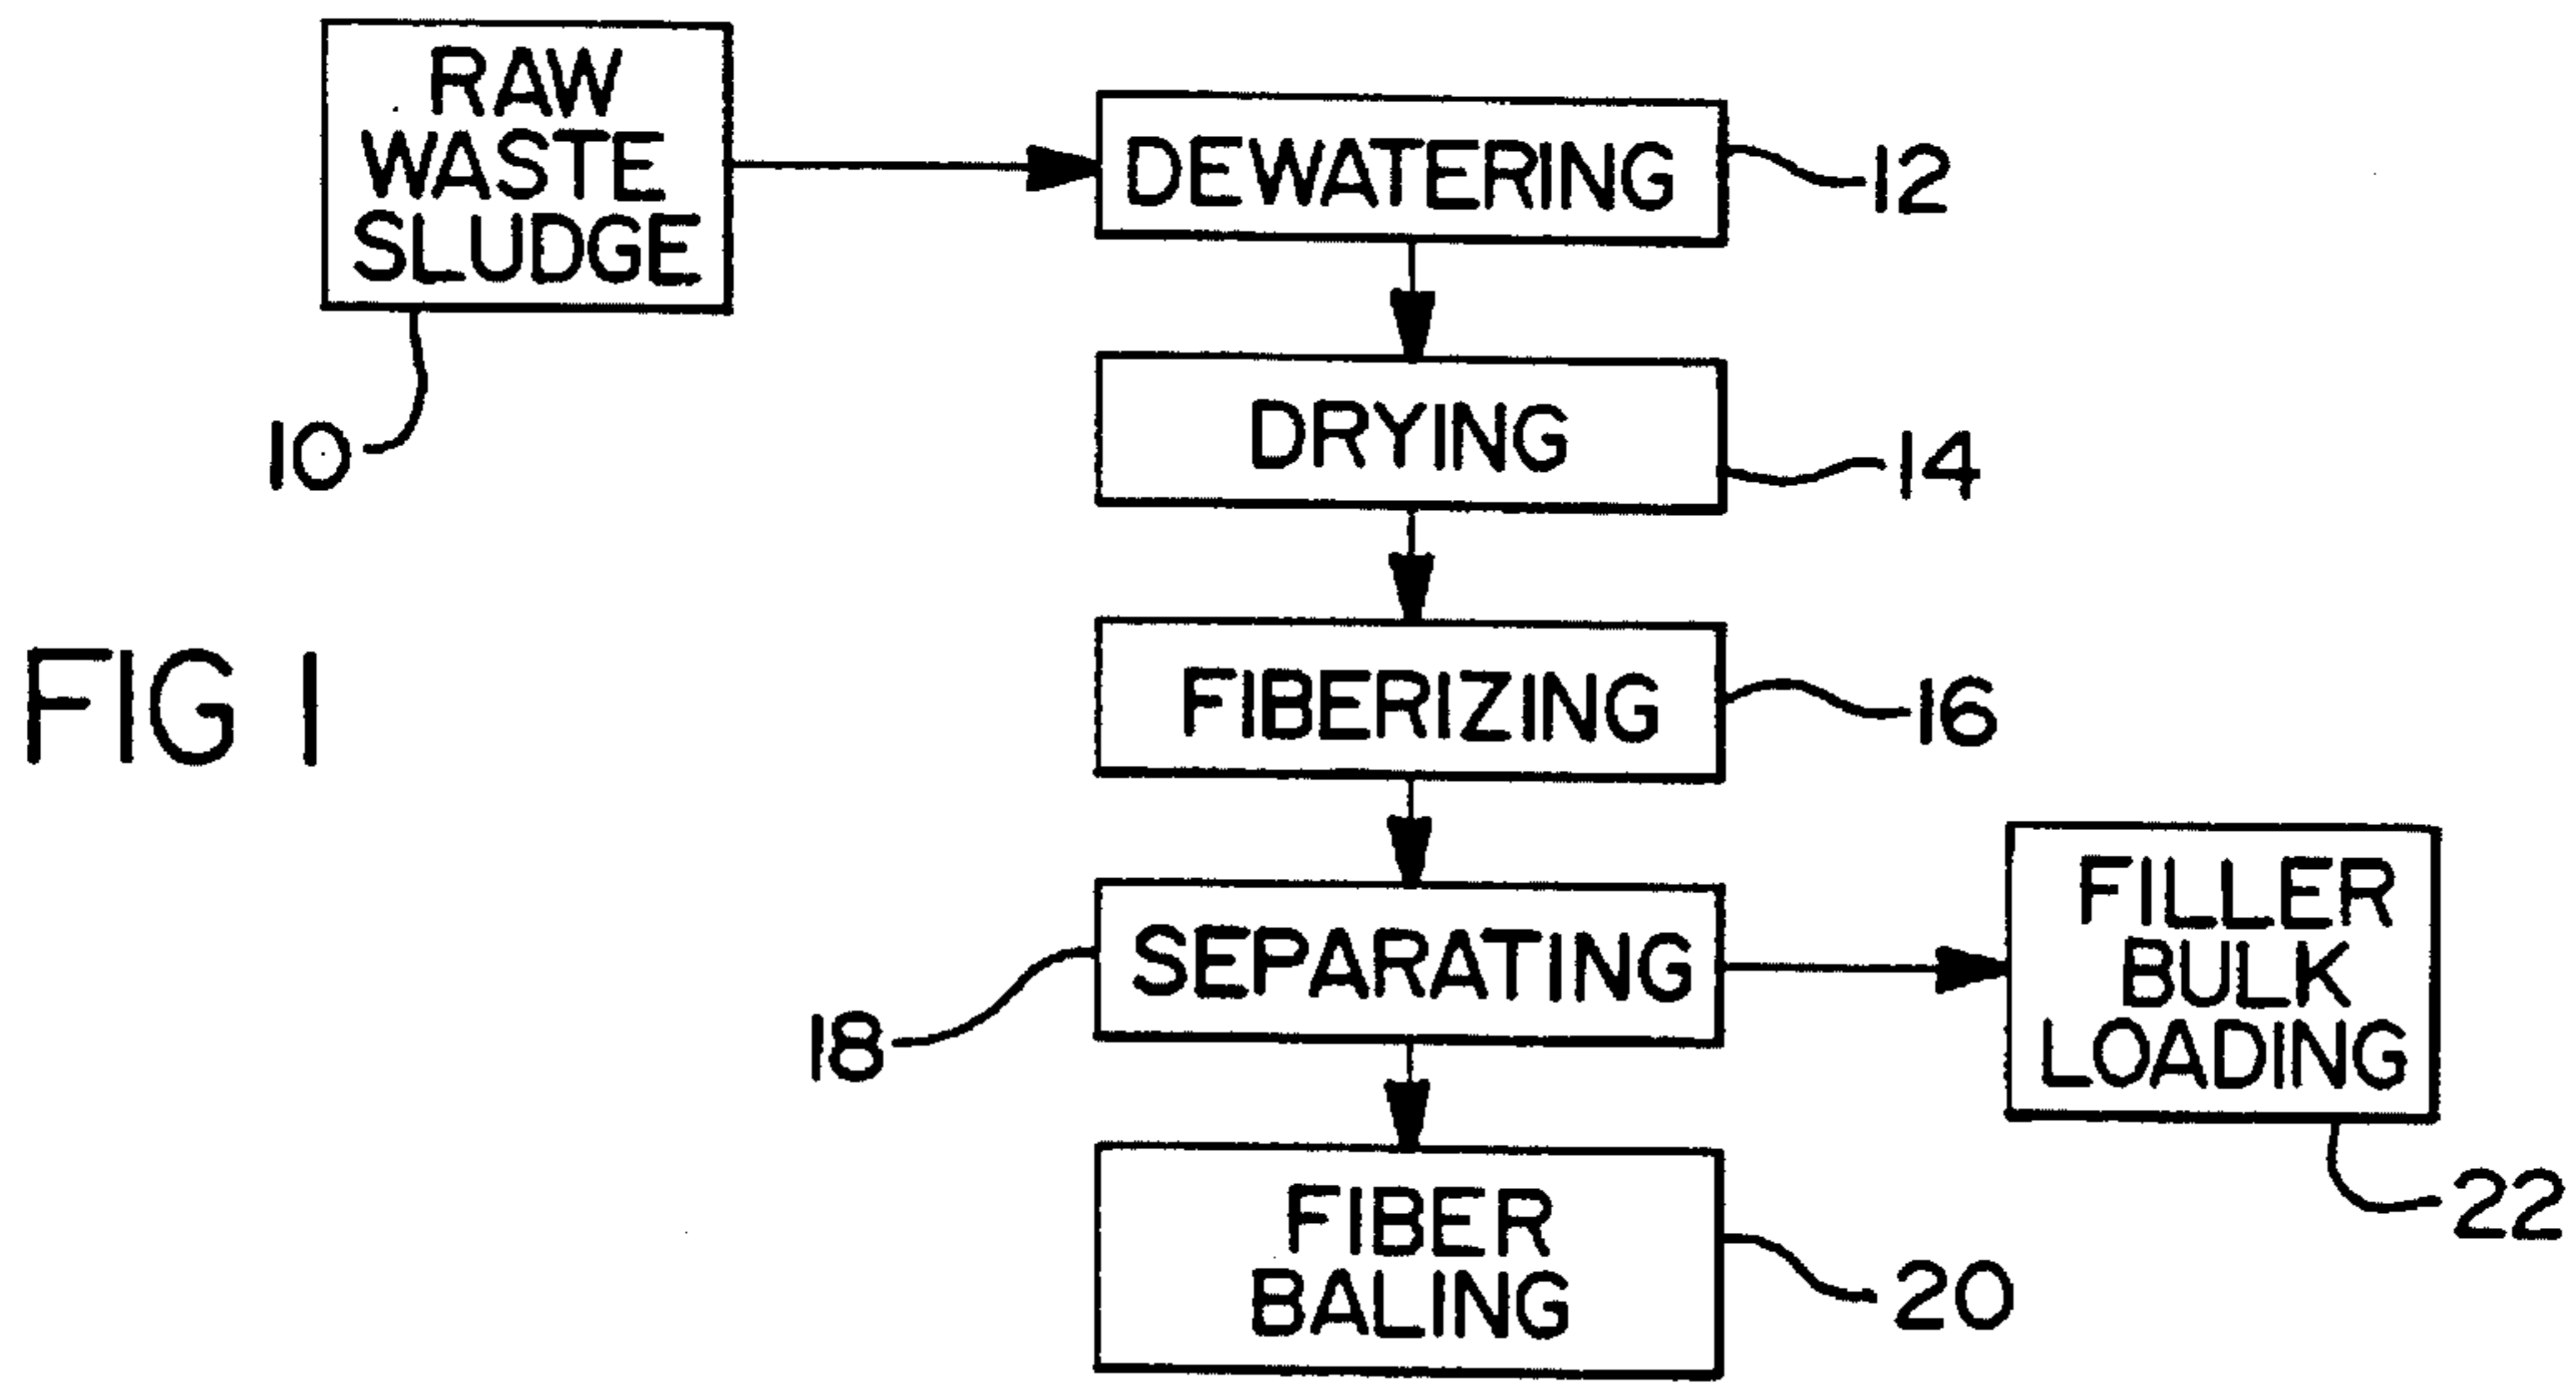 RAW
WASTE
SLUDGE
10
DEWATERING
12
DRYING
14
FIG 1
FIBERIZING
16
SEPARATING
18
FILLER
BULK
LOADING
22
FIBER
BALING
20